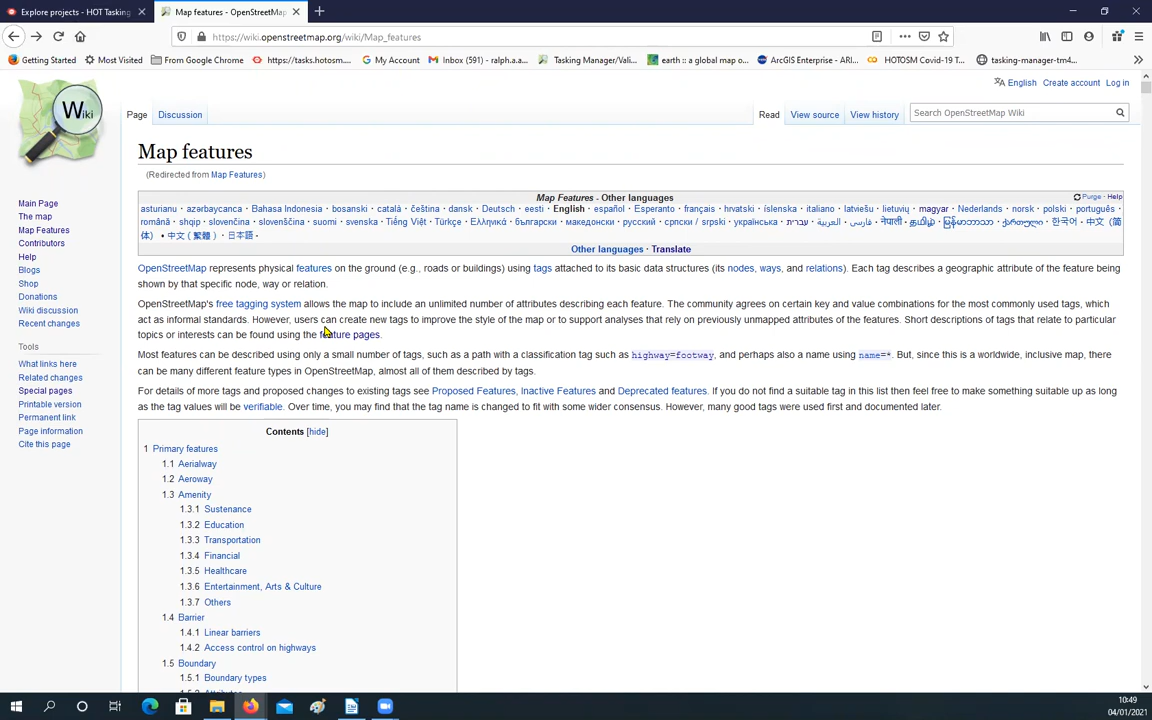 Explore projects - HOT Tasking
Map features - OpenStreetMap
https://wiki.openstreetmap.org/wiki/Map_features
Getting Started Most Visited From Google Chrome https://tasks.hotosm.... My Account Inbox (591) - ralph.a.a... Tasking Manager/Vali... earth :: a global map o... ArcGIS Enterprise - ARI... HOTOSM Covid-19 T... tasking-manager-tm4...
English Create account Log in
Wiki
Page Discussion Read View source View history Search OpenStreetMap Wiki
Map features
(Redirected from Map Features)
Map Features - Other languages Purge · Help
asturianu · azərbaycanca · Bahasa Indonesia · bosanski · català · čeština · dansk · Deutsch · eesti · English · español · Esperanto · français · hrvatski · íslenska · italiano · latviešu · lietuvių · magyar · Nederlands · norsk · polski · português ·
română · shqip · slovenčina · slovenščina · suomi · svenska · Tiếng Việt · Türkçe · Ελληνικά · български · македонски · русский · српски / srpski · українська · עברית · العربية · فارسی · नेपाली · தமிழ் · မြန်မာဘာသာ · ქართული · 한국어 · 中文 (简
体) • 中文 (繁體) · 日本語 ·
Other languages · Translate
OpenStreetMap represents physical features on the ground (e.g., roads or buildings) using tags attached to its basic data structures (its nodes, ways, and relations). Each tag describes a geographic attribute of the feature being
shown by that specific node, way or relation.
OpenStreetMap's free tagging system allows the map to include an unlimited number of attributes describing each feature. The community agrees on certain key and value combinations for the most commonly used tags, which
act as informal standards. However, users can create new tags to improve the style of the map or to support analyses that rely on previously unmapped attributes of the features. Short descriptions of tags that relate to particular
topics or interests can be found using the feature pages.
Most features can be described using only a small number of tags, such as a path with a classification tag such as highway=footway, and perhaps also a name using name=*. But, since this is a worldwide, inclusive map, there
can be many different feature types in OpenStreetMap, almost all of them described by tags.
For details of more tags and proposed changes to existing tags see Proposed Features, Inactive Features and Deprecated features. If you do not find a suitable tag in this list then feel free to make something suitable up as long
as the tag values will be verifiable. Over time, you may find that the tag name is changed to fit with some wider consensus. However, many good tags were used first and documented later.
Main Page
The map
Map Features
Contributors
Help
Blogs
Shop
Donations
Wiki discussion
Recent changes
Tools
What links here
Related changes
Special pages
Printable version
Permanent link
Page information
Cite this page
Contents [hide]
1 Primary features
1.1 Aerialway
1.2 Aeroway
1.3 Amenity
1.3.1 Sustenance
1.3.2 Education
1.3.3 Transportation
1.3.4 Financial
1.3.5 Healthcare
1.3.6 Entertainment, Arts & Culture
1.3.7 Others
1.4 Barrier
1.4.1 Linear barriers
1.4.2 Access control on highways
1.5 Boundary
1.5.1 Boundary types
10:49
04/01/2021